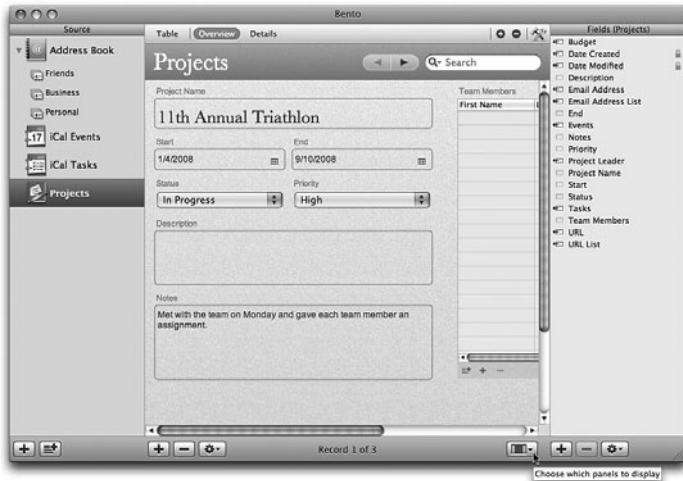 Bento
Source
Address Book
Friends
Business
Personal
17
iCal Events
iCal Tasks
Projects
Table
Overview
Details
Projects
Search
Project Name
11th Annual Triathlon
Start
End
1/4/2008
9/10/2008
Status
Priority
In Progress
High
Description
Notes
Met with the team on Monday and gave each team member an
assignment.
Team Members
First Name
Record 1 of 3
Fields (Projects)
Budget
Date Created
Date Modified
Description
Email Address
Email Address List
End
Events
Notes
Priority
Project Leader
Project Name
Start
Status
Tasks
Team Members
URL
URL List
Choose which panels to display